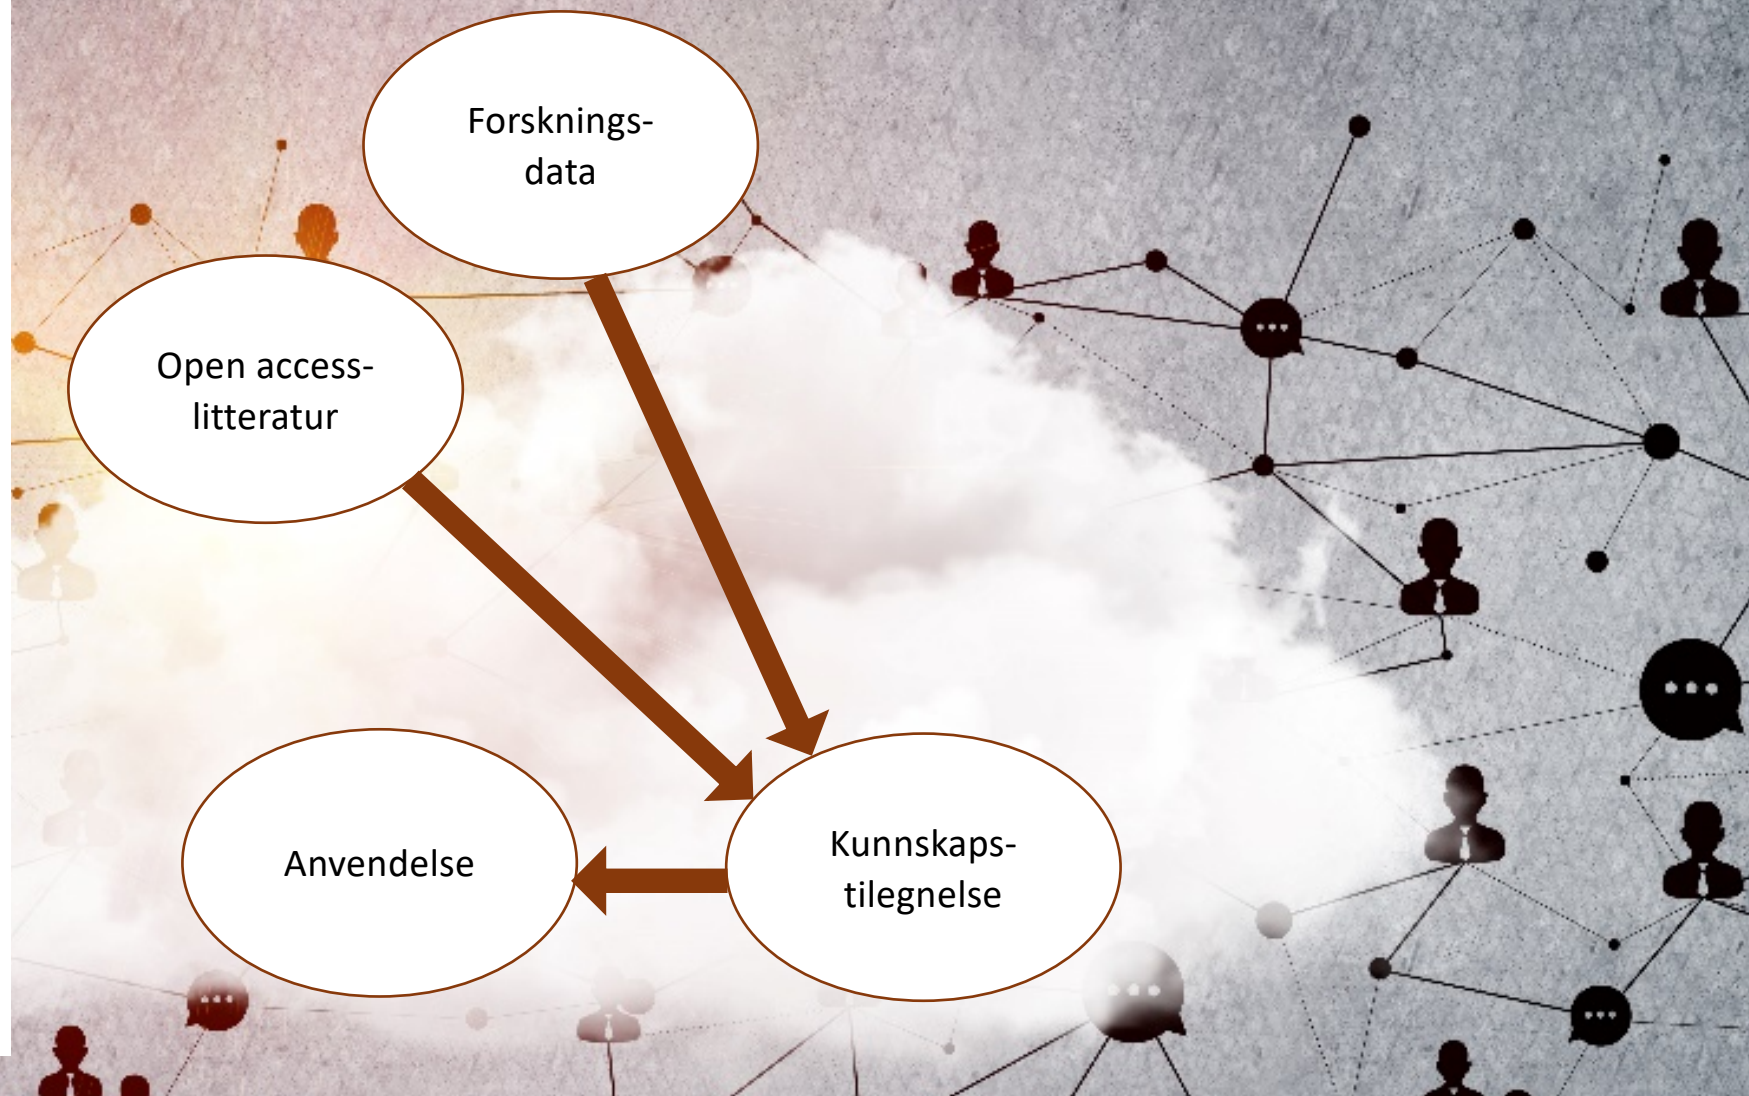 Forsknings-
data
Open access-
litteratur
Anvendelse
Kunnskaps-
tilegnelse